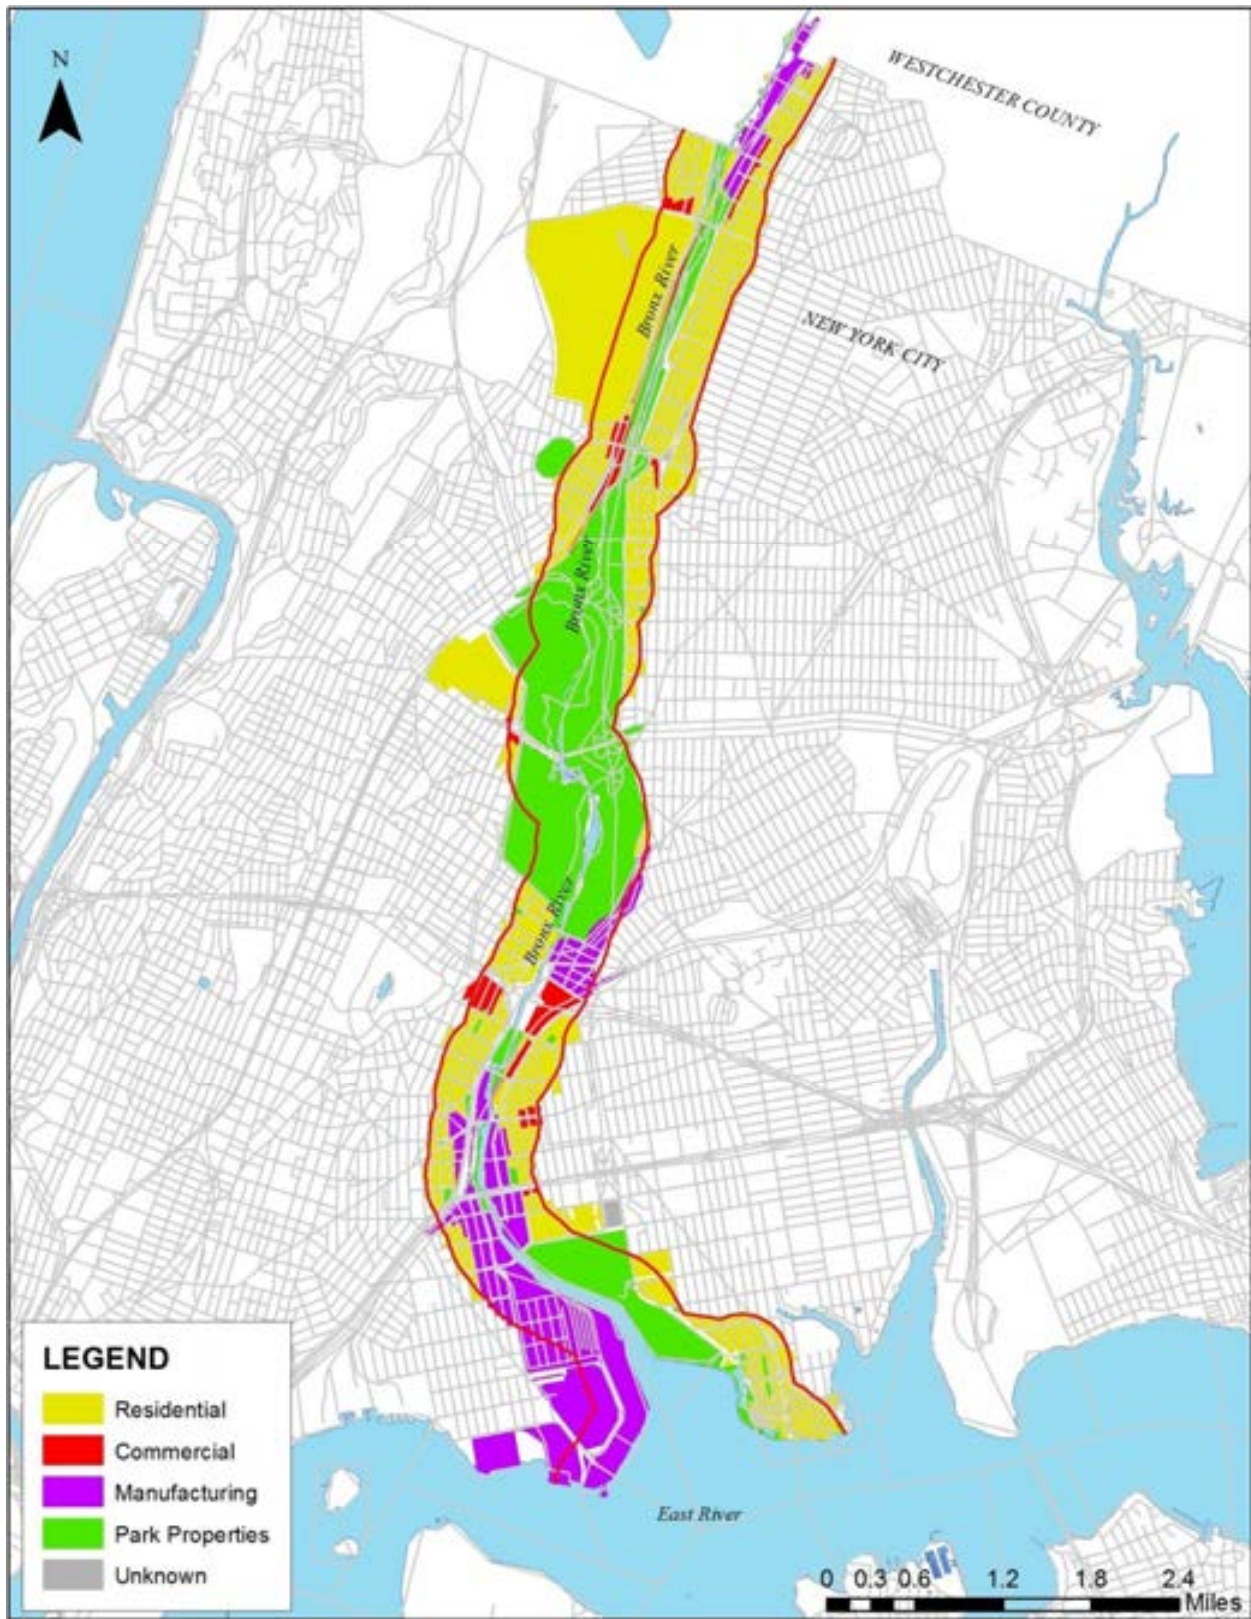 N
WESTCHESTER COUNTY
NEW YORK CITY
Bronx River
Bronx River
Bronx River
East River
LEGEND
Residential
Commercial
Manufacturing
Park Properties
Unknown
0 0.3 0.6 1.2 1.8 2.4
Miles